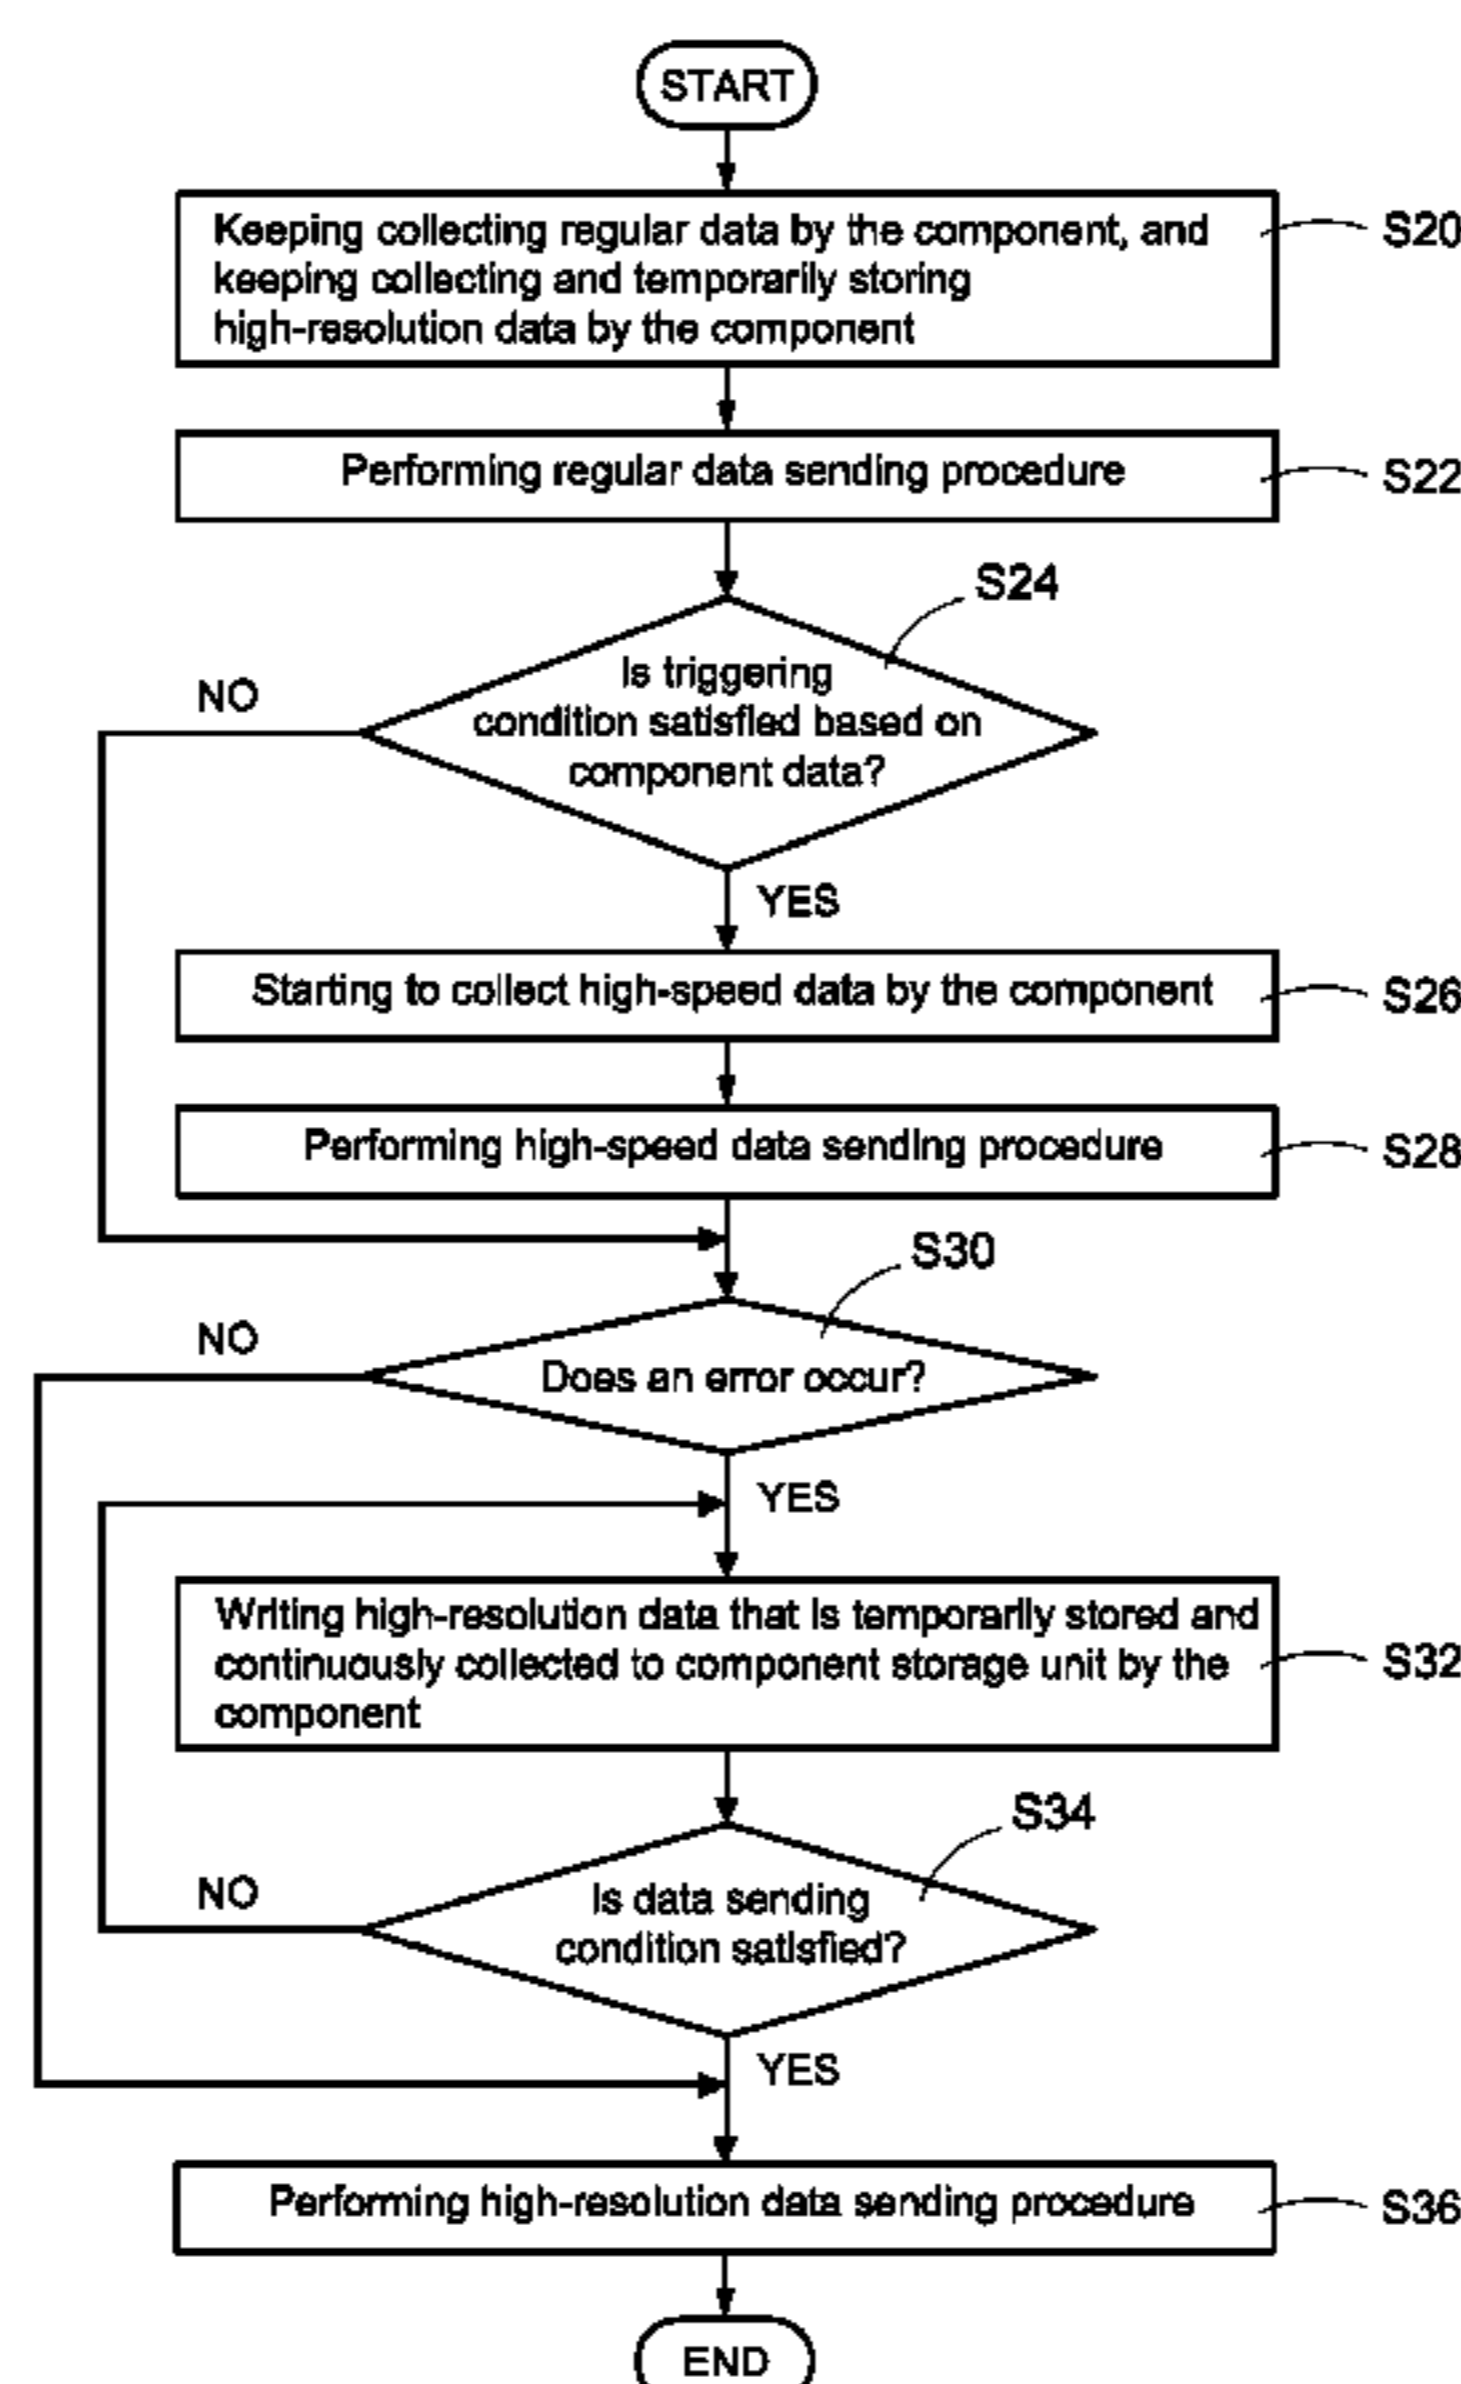 START
Keeping collecting regular data by the component, and
keeping collecting and temporarily storing
high-resolution data by the component
S20
Performing regular data sending procedure
S22
S24
Is triggering
condition satisfied based on
component data?
NO
YES
Starting to collect high-speed data by the component
S26
Performing high-speed data sending procedure
S28
S30
NO
Does an error occur?
YES
Writing high-resolution data that is temporarily stored and
continuously collected to component storage unit by the
component
S32
S34
NO
Is data sending
condition satisfied?
YES
Performing high-resolution data sending procedure
S36
END